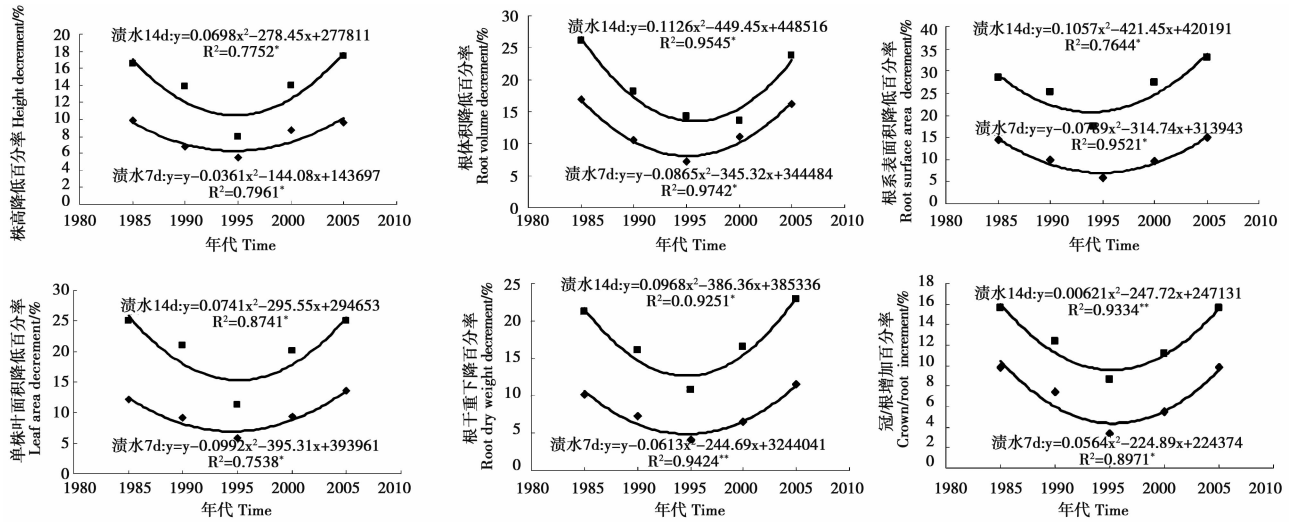 株高降低百分率 Height decrement/%
20
18
16
14
12
10
8
6
4
2
0
渍水14d:y=0.0698x²−278.45x+277811
R²=0.7752*
渍水7d:y=y−0.0361x²−144.08x+143697
R²=0.7961*
1980 1985 1990 1995 2000 2005 2010
年代 Time
根体积降低百分率
Root volume decrement/%
30
25
20
15
10
5
0
渍水14d:y=0.1126x²−449.45x+448516
R²=0.9545*
渍水7d:y=y−0.0865x²−345.32x+344484
R²=0.9742*
1980 1985 1990 1995 2000 2005 2010
年代 Time
根系表面积降低百分率
Root surface area decrement/%
40
35
30
25
20
15
10
5
0
渍水14d:y=0.1057x²−421.45x+420191
R²=0.7644*
渍水7d:y=y−0.0789x²−314.74x+313943
R²=0.9521*
1980 1985 1990 1995 2000 2005 2010
年代 Time
单株叶面积降低百分率
Leaf area decrement/%
30
25
20
15
10
5
0
渍水14d:y=0.0741x²−295.55x+294653
R²=0.8741*
渍水7d:y=y−0.0992x²−395.31x+393961
R²=0.7538*
1980 1985 1990 1995 2000 2005 2010
年代 Time
根干重下降百分率
Root dry weight decrement/%
25
20
15
10
5
0
渍水14d:y=0.0968x²−386.36x+385336
R²=0.0.9251*
渍水7d:y=y−0.0613x²−244.69x+3244041
R²=0.9424**
1980 1985 1990 1995 2000 2005 2010
年代 Time
冠/根增加百分率
Crown/root increment/%
18
16
14
12
10
8
6
4
2
0
渍水14d:y=0.00621x²−247.72x+247131
R²=0.9334**
渍水7d:y=0.0564x²−224.89x+224374
R²=0.8971*
1980 1985 1990 1995 2000 2005 2010
年代 Time